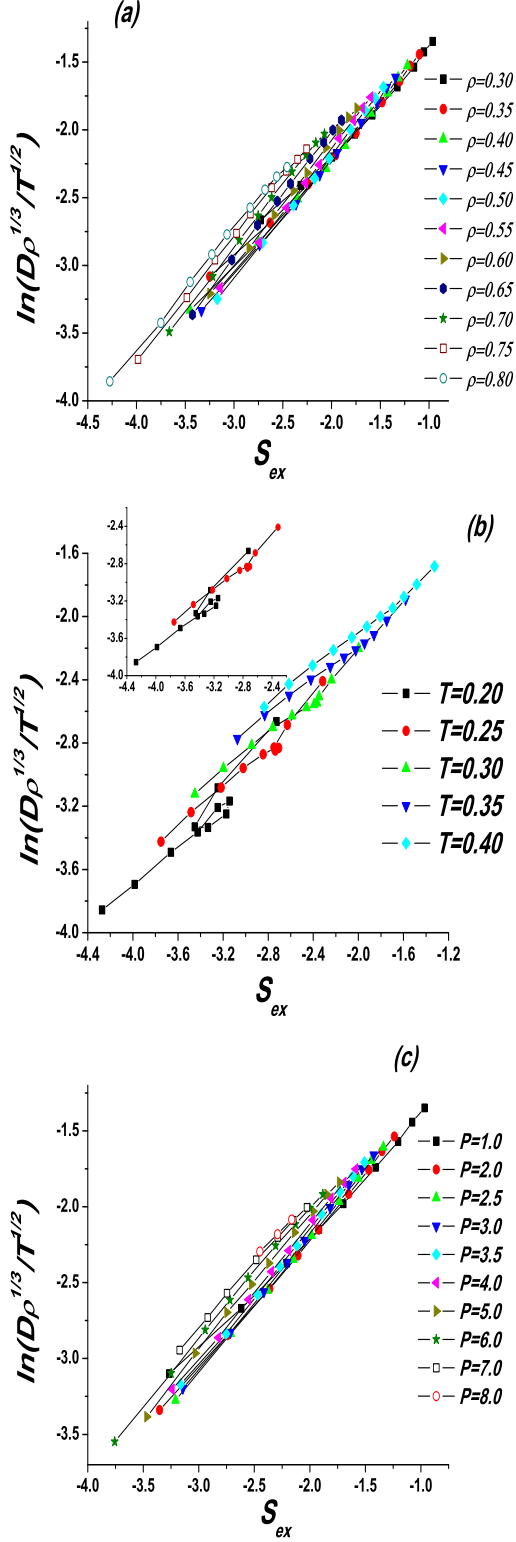 (a)
ln(Dρ^1/3/T^1/2)
-1.5
-2.0
-2.5
-3.0
-3.5
-4.0
-4.5 -4.0 -3.5 -3.0 -2.5 -2.0 -1.5 -1.0
S_ex
ρ=0.30
ρ=0.35
ρ=0.40
ρ=0.45
ρ=0.50
ρ=0.55
ρ=0.60
ρ=0.65
ρ=0.70
ρ=0.75
ρ=0.80
(b)
ln(Dρ^1/3/T^1/2)
-1.6
-2.0
-2.4
-2.8
-3.2
-3.6
-4.0
-4.4 -4.0 -3.6 -3.2 -2.8 -2.4 -2.0 -1.6 -1.2
S_ex
-2.4
-2.8
-3.2
-3.6
-4.0
-4.4 -4.0 -3.6 -3.2 -2.8 -2.4
T=0.20
T=0.25
T=0.30
T=0.35
T=0.40
(c)
ln(Dρ^1/3/T^1/2)
-1.5
-2.0
-2.5
-3.0
-3.5
-4.0 -3.5 -3.0 -2.5 -2.0 -1.5 -1.0
S_ex
P=1.0
P=2.0
P=2.5
P=3.0
P=3.5
P=4.0
P=5.0
P=6.0
P=7.0
P=8.0